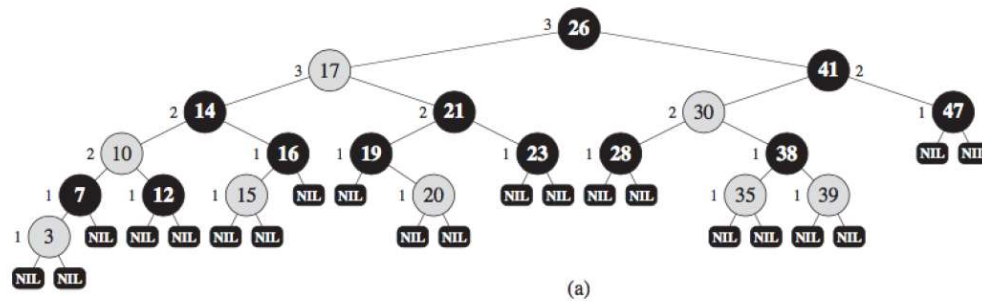 3 26
3 17 41 2
2 14 2 21 2 30 1 47
2 10 1 16 1 19 1 23 1 28 1 38 NIL NIL
1 7 1 12 1 15 NIL NIL 1 20 NIL NIL NIL NIL 1 35 1 39
1 3 NIL NIL NIL NIL NIL NIL NIL NIL NIL NIL NIL
NIL NIL
(a)